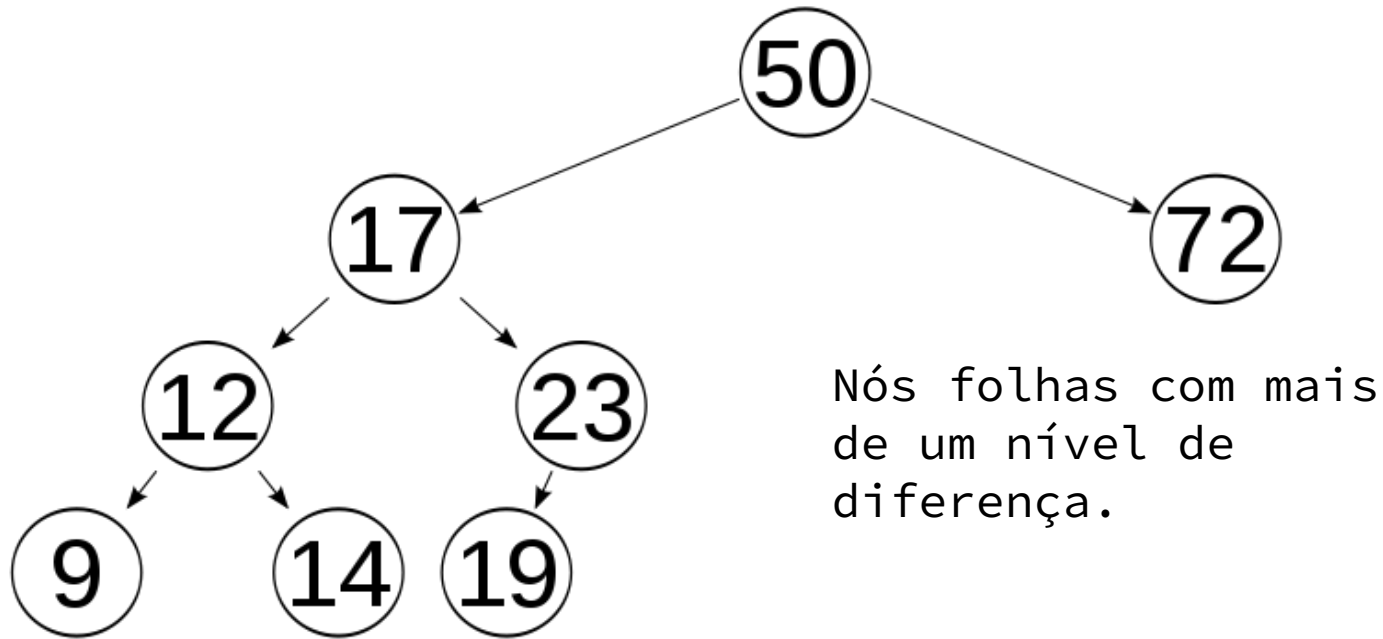 50
17
72
12
23
Nós folhas com mais
de um nível de
diferença.
9
14
19